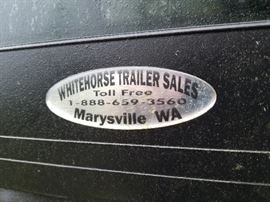 WHITEHORSE TRAILER SALES
Toll Free
1-888-659-3560
Marysville WA